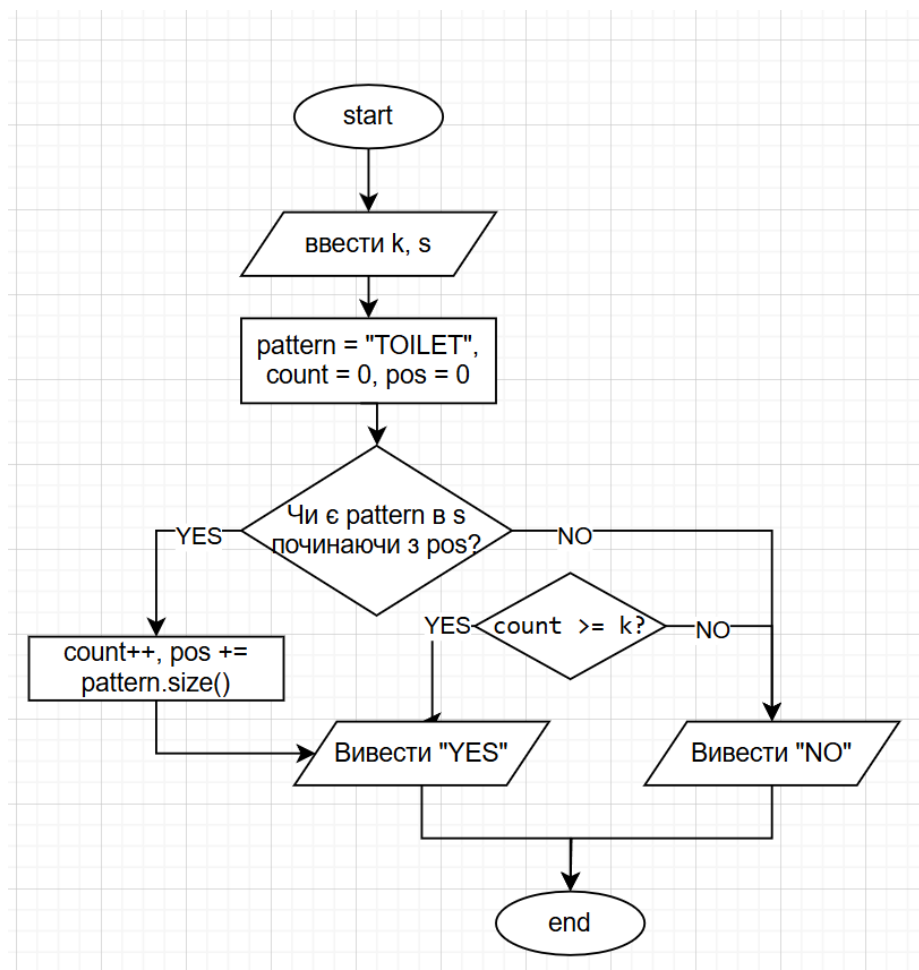 start
ввести k, s
pattern = "TOILET",
count = 0, pos = 0
Чи є pattern в s
починаючи з pos?
YES
NO
count >= k?
YES
NO
count++, pos +=
pattern.size()
Вивести "YES"
Вивести "NO"
end